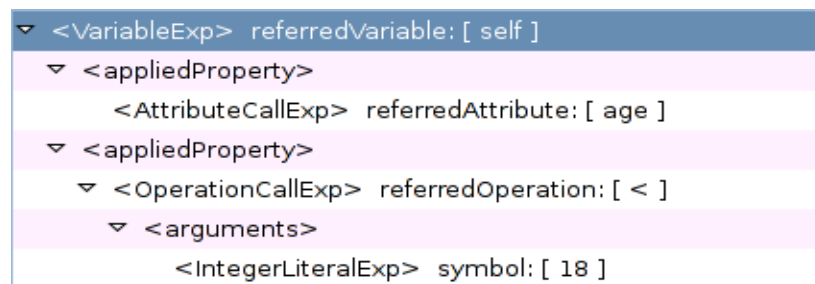 <VariableExp> referredVariable: [ self ]
<appliedProperty>
<AttributeCallExp> referredAttribute: [ age ]
<appliedProperty>
<OperationCallExp> referredOperation: [ < ]
<arguments>
<IntegerLiteralExp> symbol: [ 18 ]